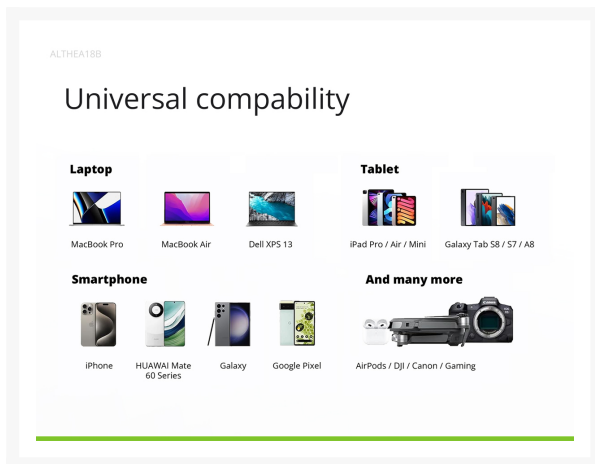 ALTHEA18B
Universal compability
Laptop
MacBook Pro
MacBook Air
Dell XPS 13
Tablet
iPad Pro / Air / Mini
Galaxy Tab S8 / S7 / A8
Smartphone
iPhone
HUAWAI Mate
60 Series
Galaxy
Google Pixel
And many more
Canon
AirPods / DJI / Canon / Gaming